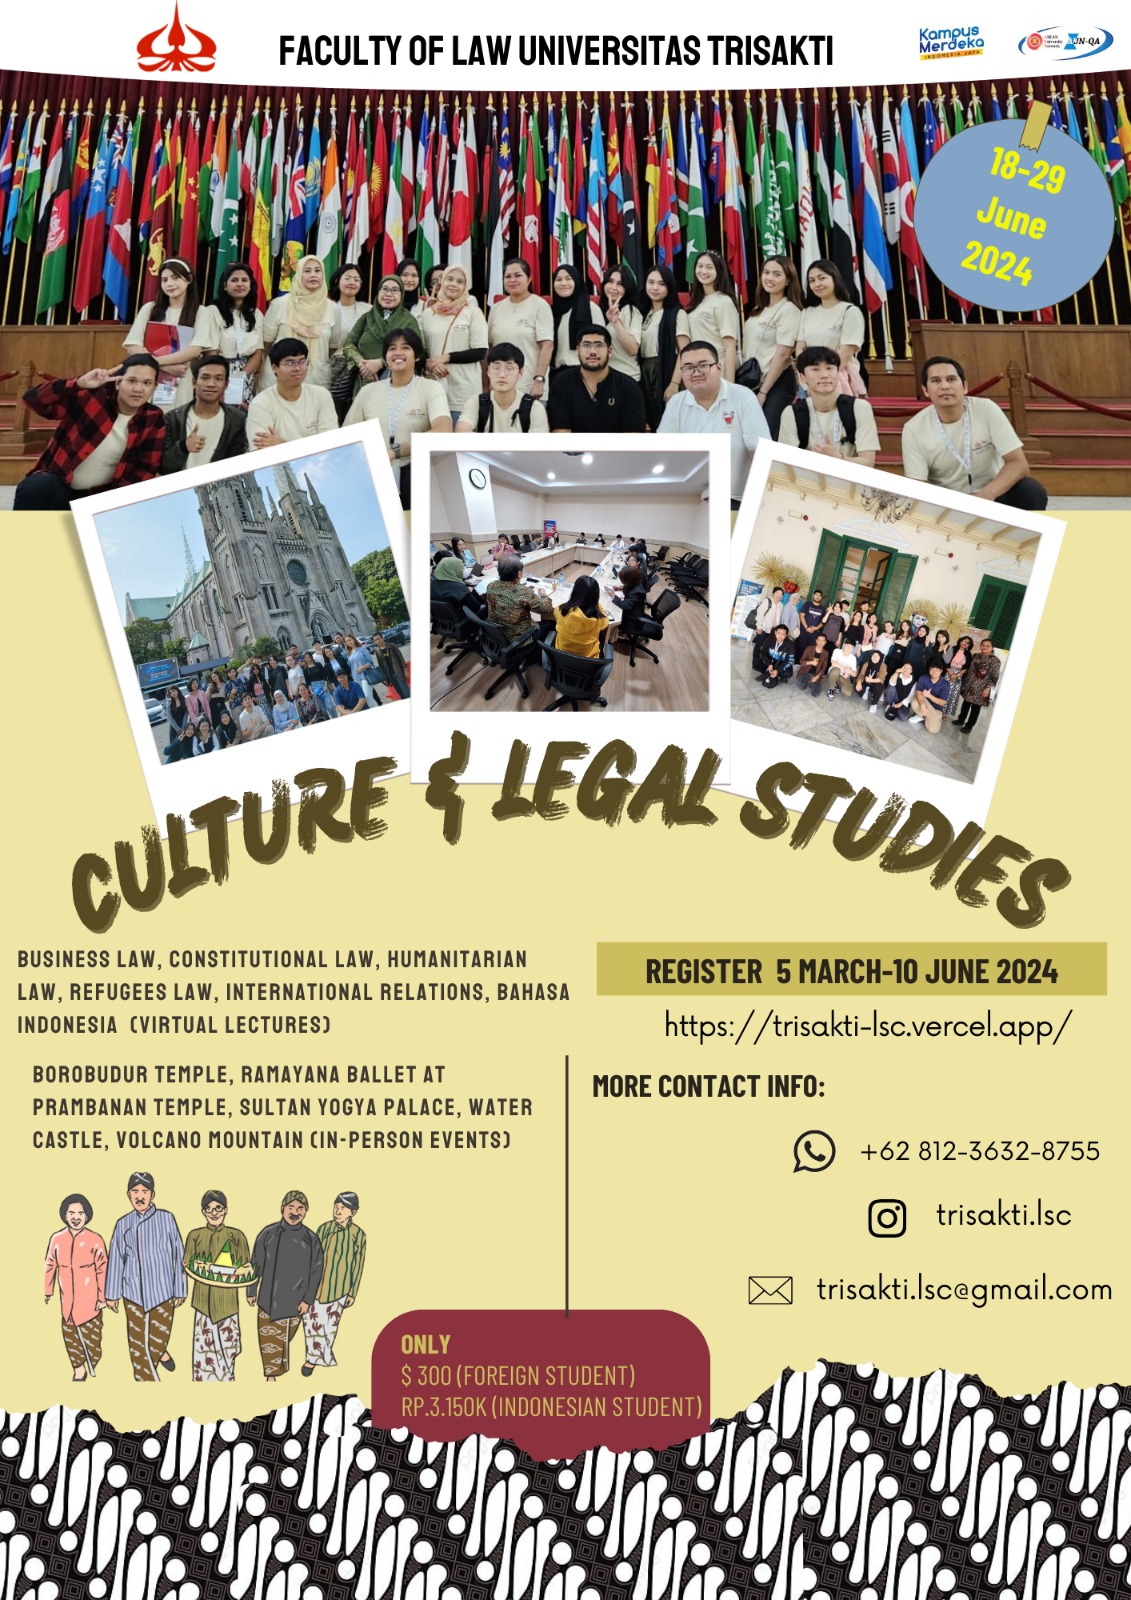 FACULTY OF LAW UNIVERSITAS TRISAKTI
Kampus
Merdeka
INDONESIA JAYA
18-29
June
2024
CULTURE & LEGAL STUDIES
BUSINESS LAW, CONSTITUTIONAL LAW, HUMANITARIAN
LAW, REFUGEES LAW, INTERNATIONAL RELATIONS, BAHASA
INDONESIA (VIRTUAL LECTURES)
BOROBUDUR TEMPLE, RAMAYANA BALLET AT
PRAMBANAN TEMPLE, SULTAN YOGYA PALACE, WATER
CASTLE, VOLCANO MOUNTAIN (IN-PERSON EVENTS)
REGISTER 5 MARCH-10 JUNE 2024
https://trisakti-lsc.vercel.app/
MORE CONTACT INFO:
+62 812-3632-8755
trisakti.lsc
trisakti.lsc@gmail.com
ONLY
$ 300 (FOREIGN STUDENT)
RP.3.150K (INDONESIAN STUDENT)